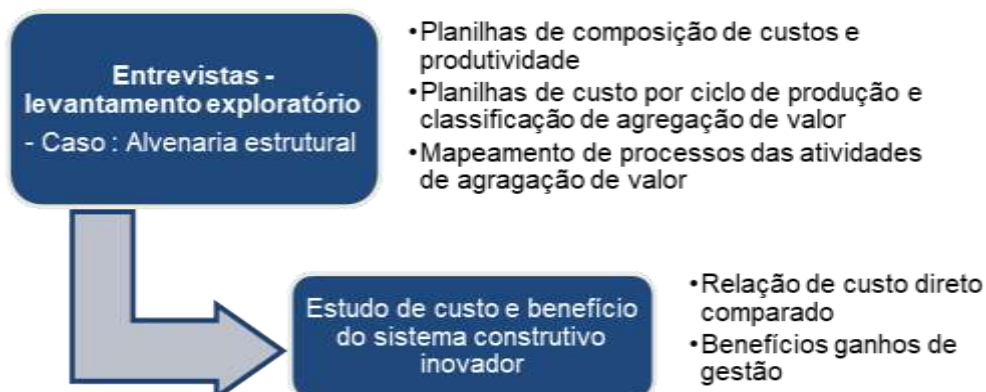 Entrevistas -
levantamento exploratório
- Caso : Alvenaria estrutural
•Planilhas de composição de custos e
produtividade
•Planilhas de custo por ciclo de produção e
classificação de agregação de valor
•Mapeamento de processos das atividades
de agragação de valor
Estudo de custo e benefício
do sistema construtivo
inovador
•Relação de custo direto
comparado
•Benefícios ganhos de
gestão